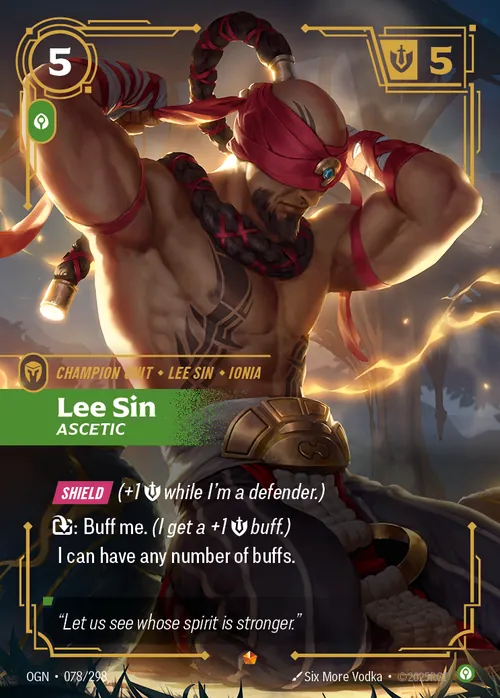 5
5
CHAMPION UNIT • LEE SIN • IONIA
Lee Sin
ASCETIC
SHIELD (+1 while I'm a defender.)
: Buff me. (I get a +1 buff.)
I can have any number of buffs.
“Let us see whose spirit is stronger.”
OGN • 078/298 Six More Vodka • ©2025